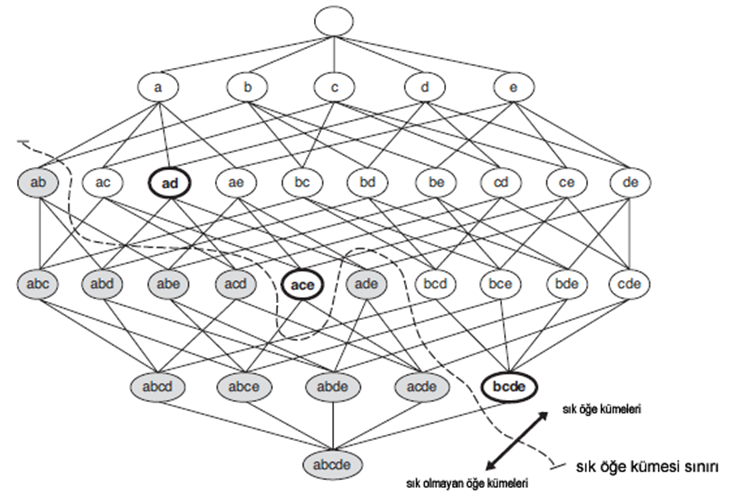 a b c d e
ab ac ad ae bc bd be cd ce de
abc abd abe acd ace ade bcd bce bde cde
abcd abce abde acde bcde
sık öğe kümeleri
abcde
sık öğe kümesi sınırı
sık olmayan öğe kümeleri